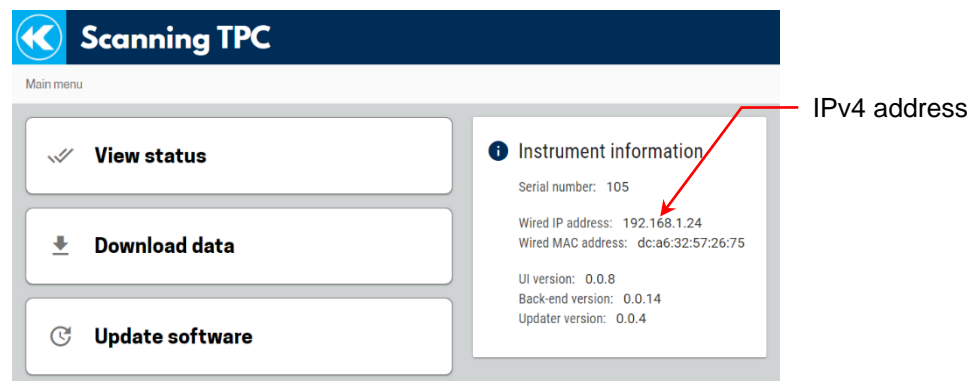 Scanning TPC
Main menu
IPv4 address
View status
Download data
Update software
Instrument information
Serial number: 105
Wired IP address: 192.168.1.24
Wired MAC address: dc:a6:32:57:26:75
UI version: 0.0.8
Back-end version: 0.0.14
Updater version: 0.0.4